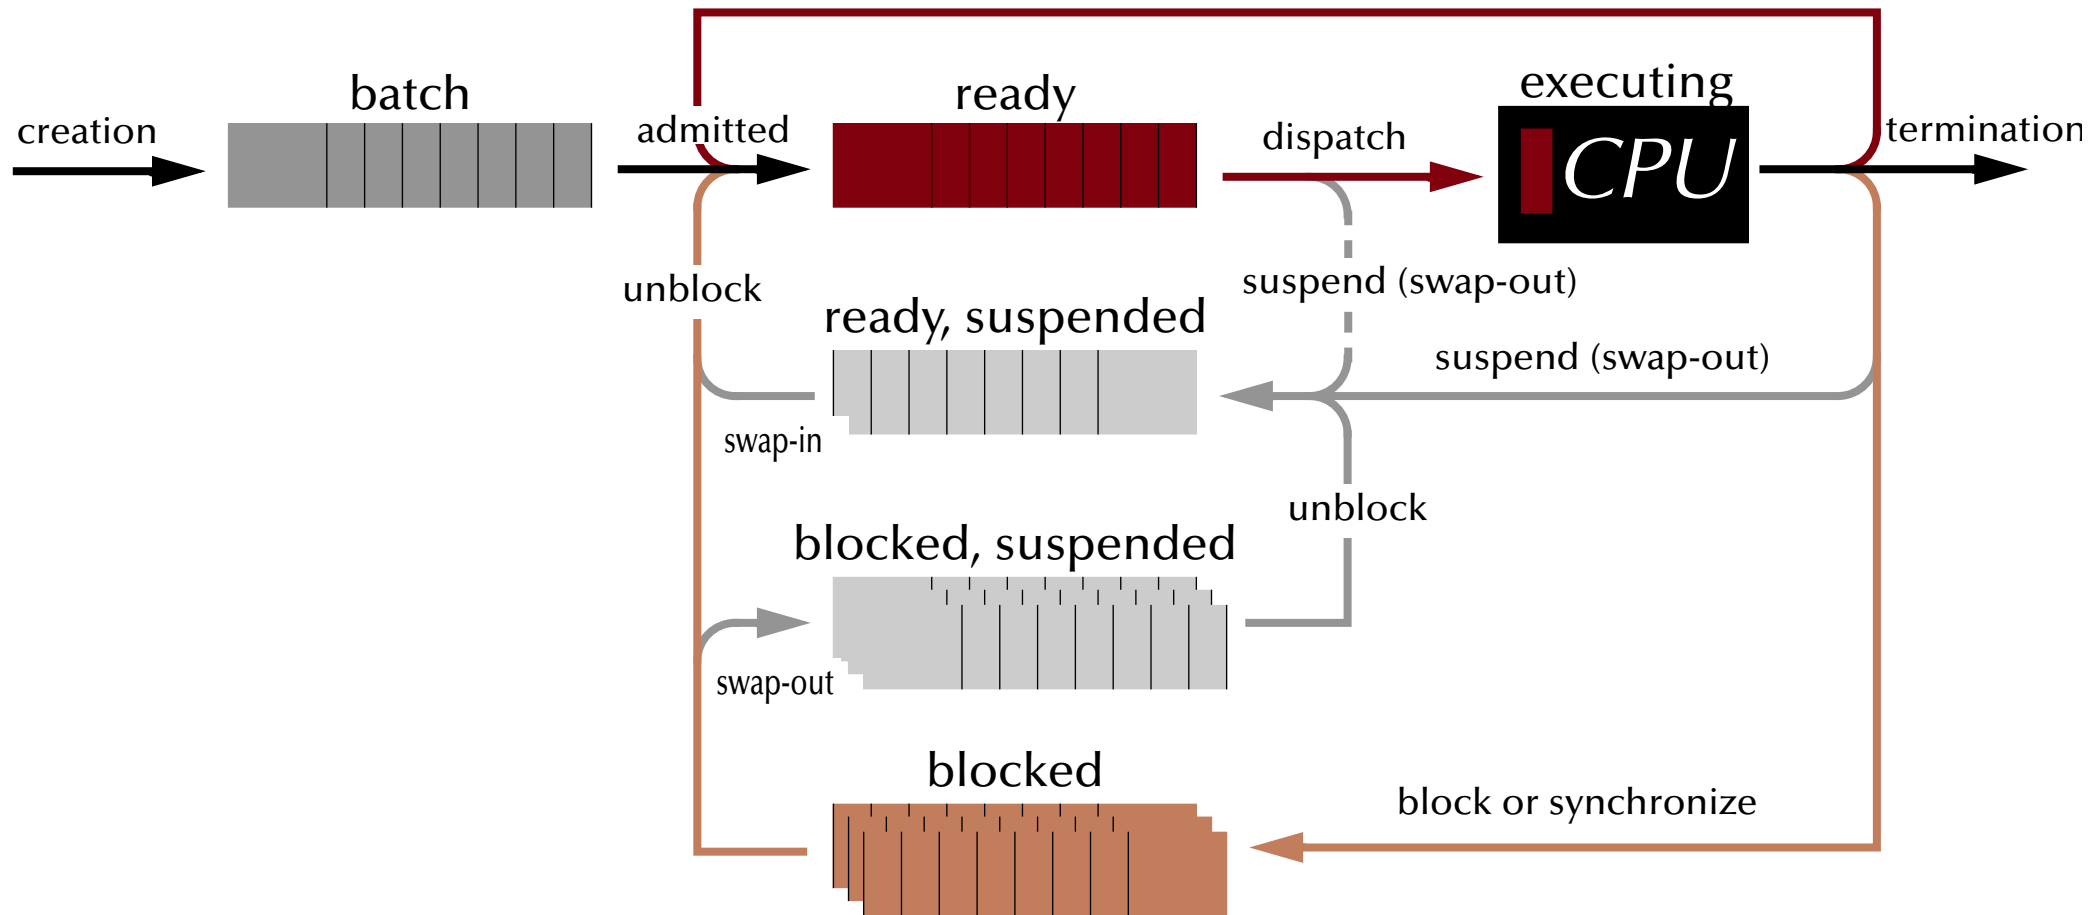 batch
ready
executing
creation
admitted
dispatch
CPU
termination
unblock
suspend (swap-out)
ready, suspended
suspend (swap-out)
swap-in
unblock
blocked, suspended
swap-out
blocked
block or synchronize